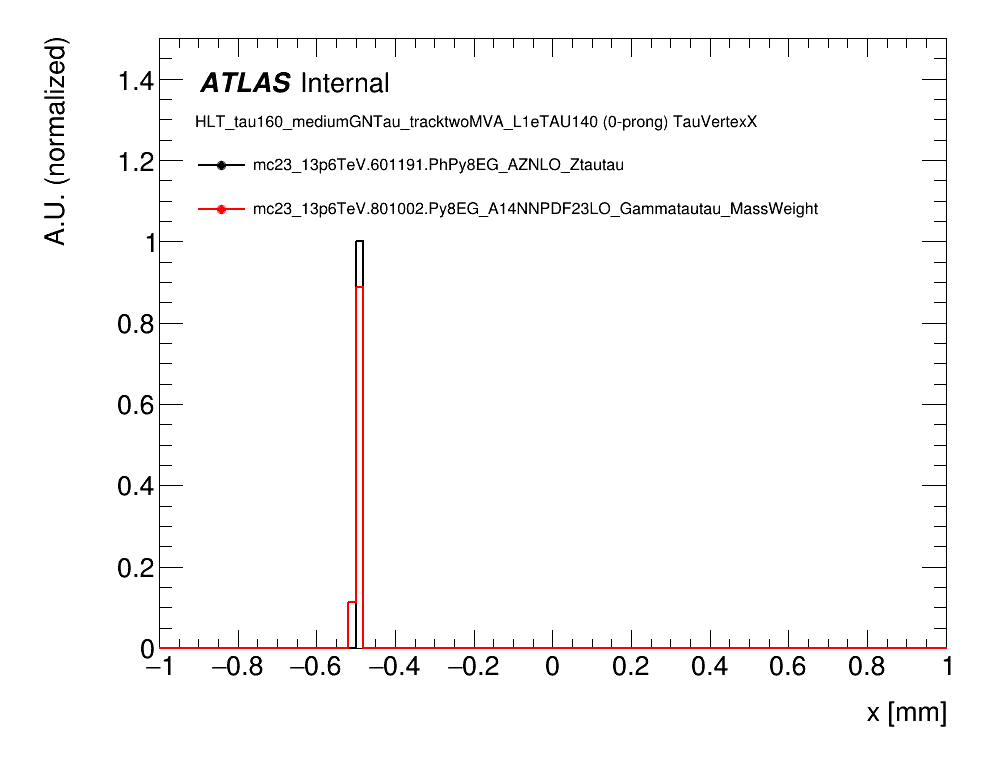 A.U. (normalized)
ATLAS Internal
HLT_tau160_mediumGNTau_tracktwoMVA_L1eTAU140 (0-prong) TauVertexX
mc23_13p6TeV.601191.PhPy8EG_AZNLO_Ztautau
mc23_13p6TeV.801002.Py8EG_A14NNPDF23LO_Gammatautau_MassWeight
1.4
1.2
1
0.8
0.6
0.4
0.2
0
−1 −0.8 −0.6 −0.4 −0.2 0 0.2 0.4 0.6 0.8 1
x [mm]